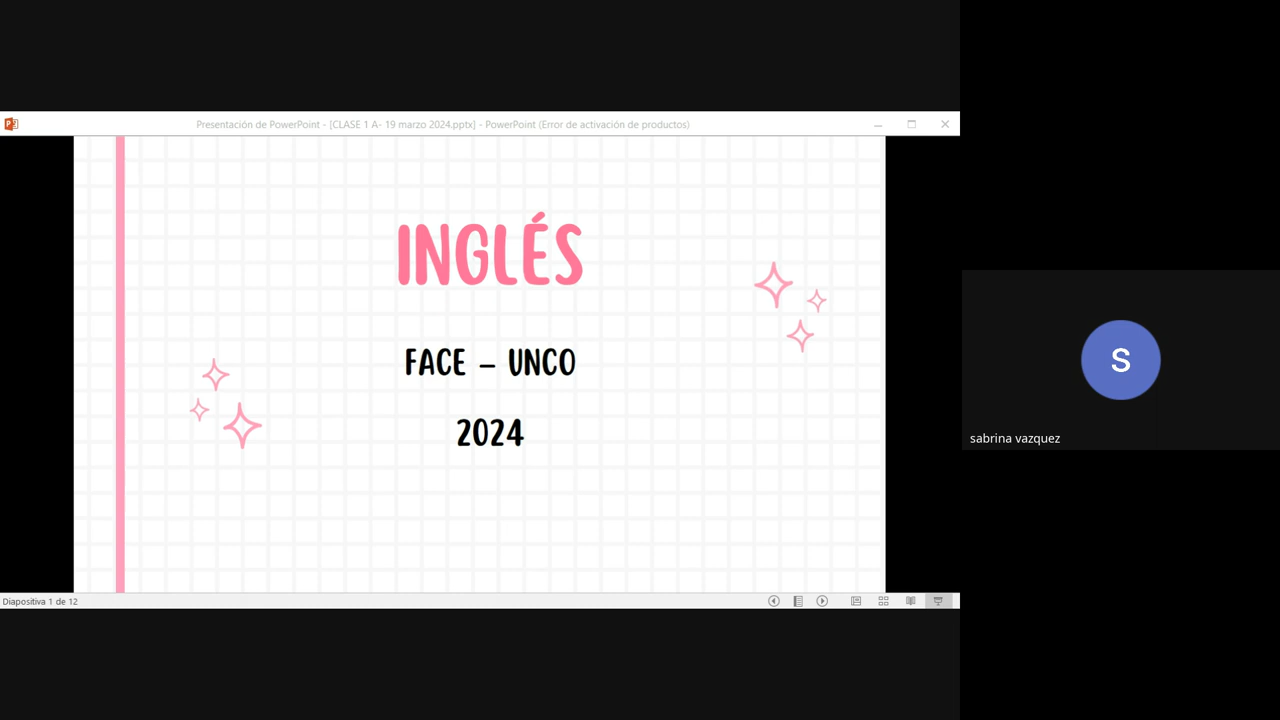 Presentación de PowerPoint - [CLASE 1 A- 19 marzo 2024.pptx] - PowerPoint (Error de activación de productos)
INGLÉS
FACE – UNCO
2024
S
sabrina vazquez
Diapositiva 1 de 12